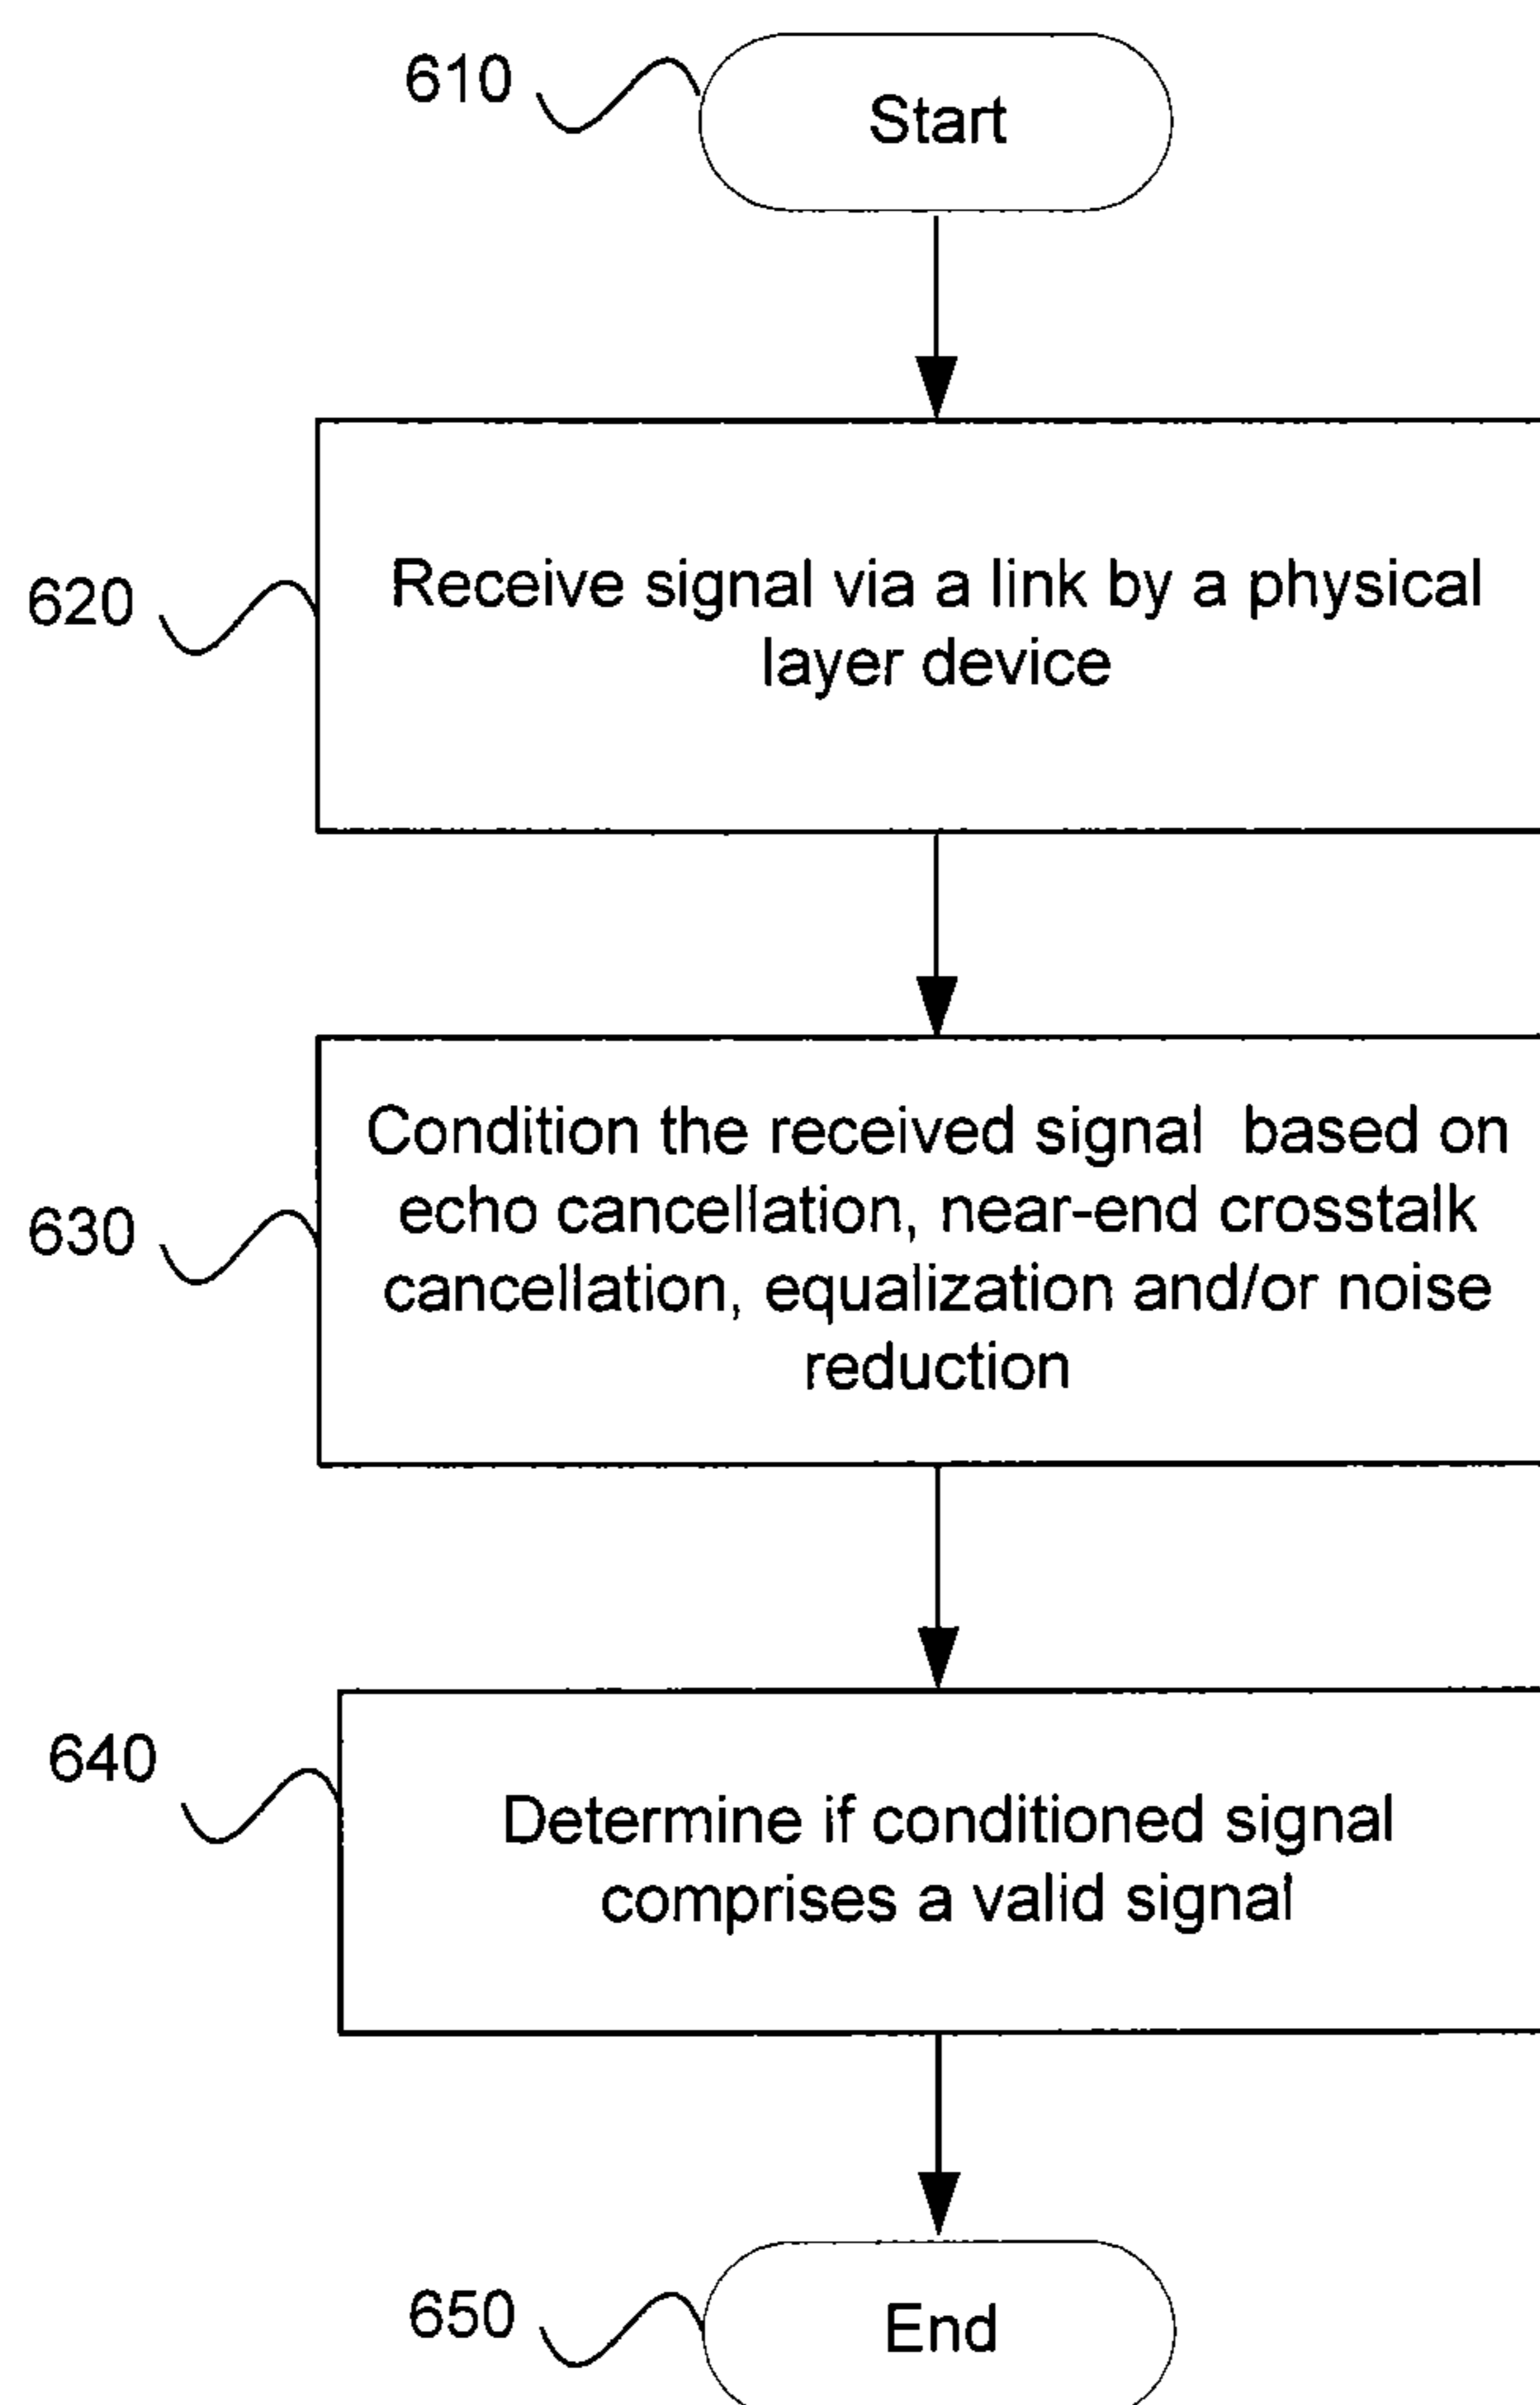 610
Start
620
Receive signal via a link by a physical
layer device
630
Condition the received signal based on
echo cancellation, near-end crosstalk
cancellation, equalization and/or noise
reduction
640
Determine if conditioned signal
comprises a valid signal
650
End